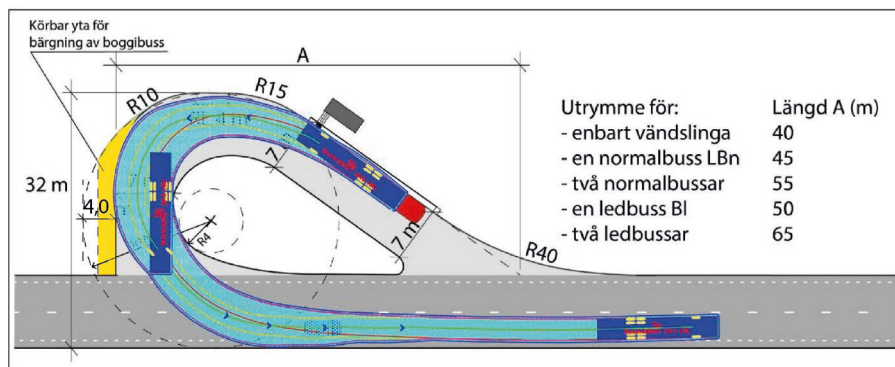 Körbar yta för
bärgning av boggibuss
A
R10
R15
32 m
4,0
R4
7
7 m
R40
Utrymme för: Längd A (m)
- enbart vändslinga 40
- en normalbuss LBn 45
- två normalbussar 55
- en ledbuss Bl 50
- två ledbussar 65